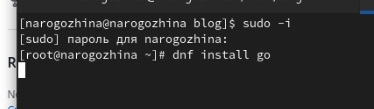 [narogozhina@narogozhina blog]$ sudo -i
[sudo] пароль для narogozhina:
[root@narogozhina ~]# dnf install go